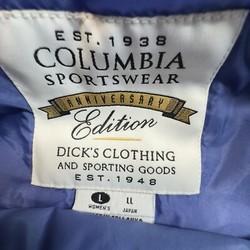 EST. 1938
COLUMBIA
SPORTSWEAR
ANNIVERSARY
Edition
DICK'S CLOTHING
AND SPORTING GOODS
EST. 1948
L LL
WOMEN'S JAPAN